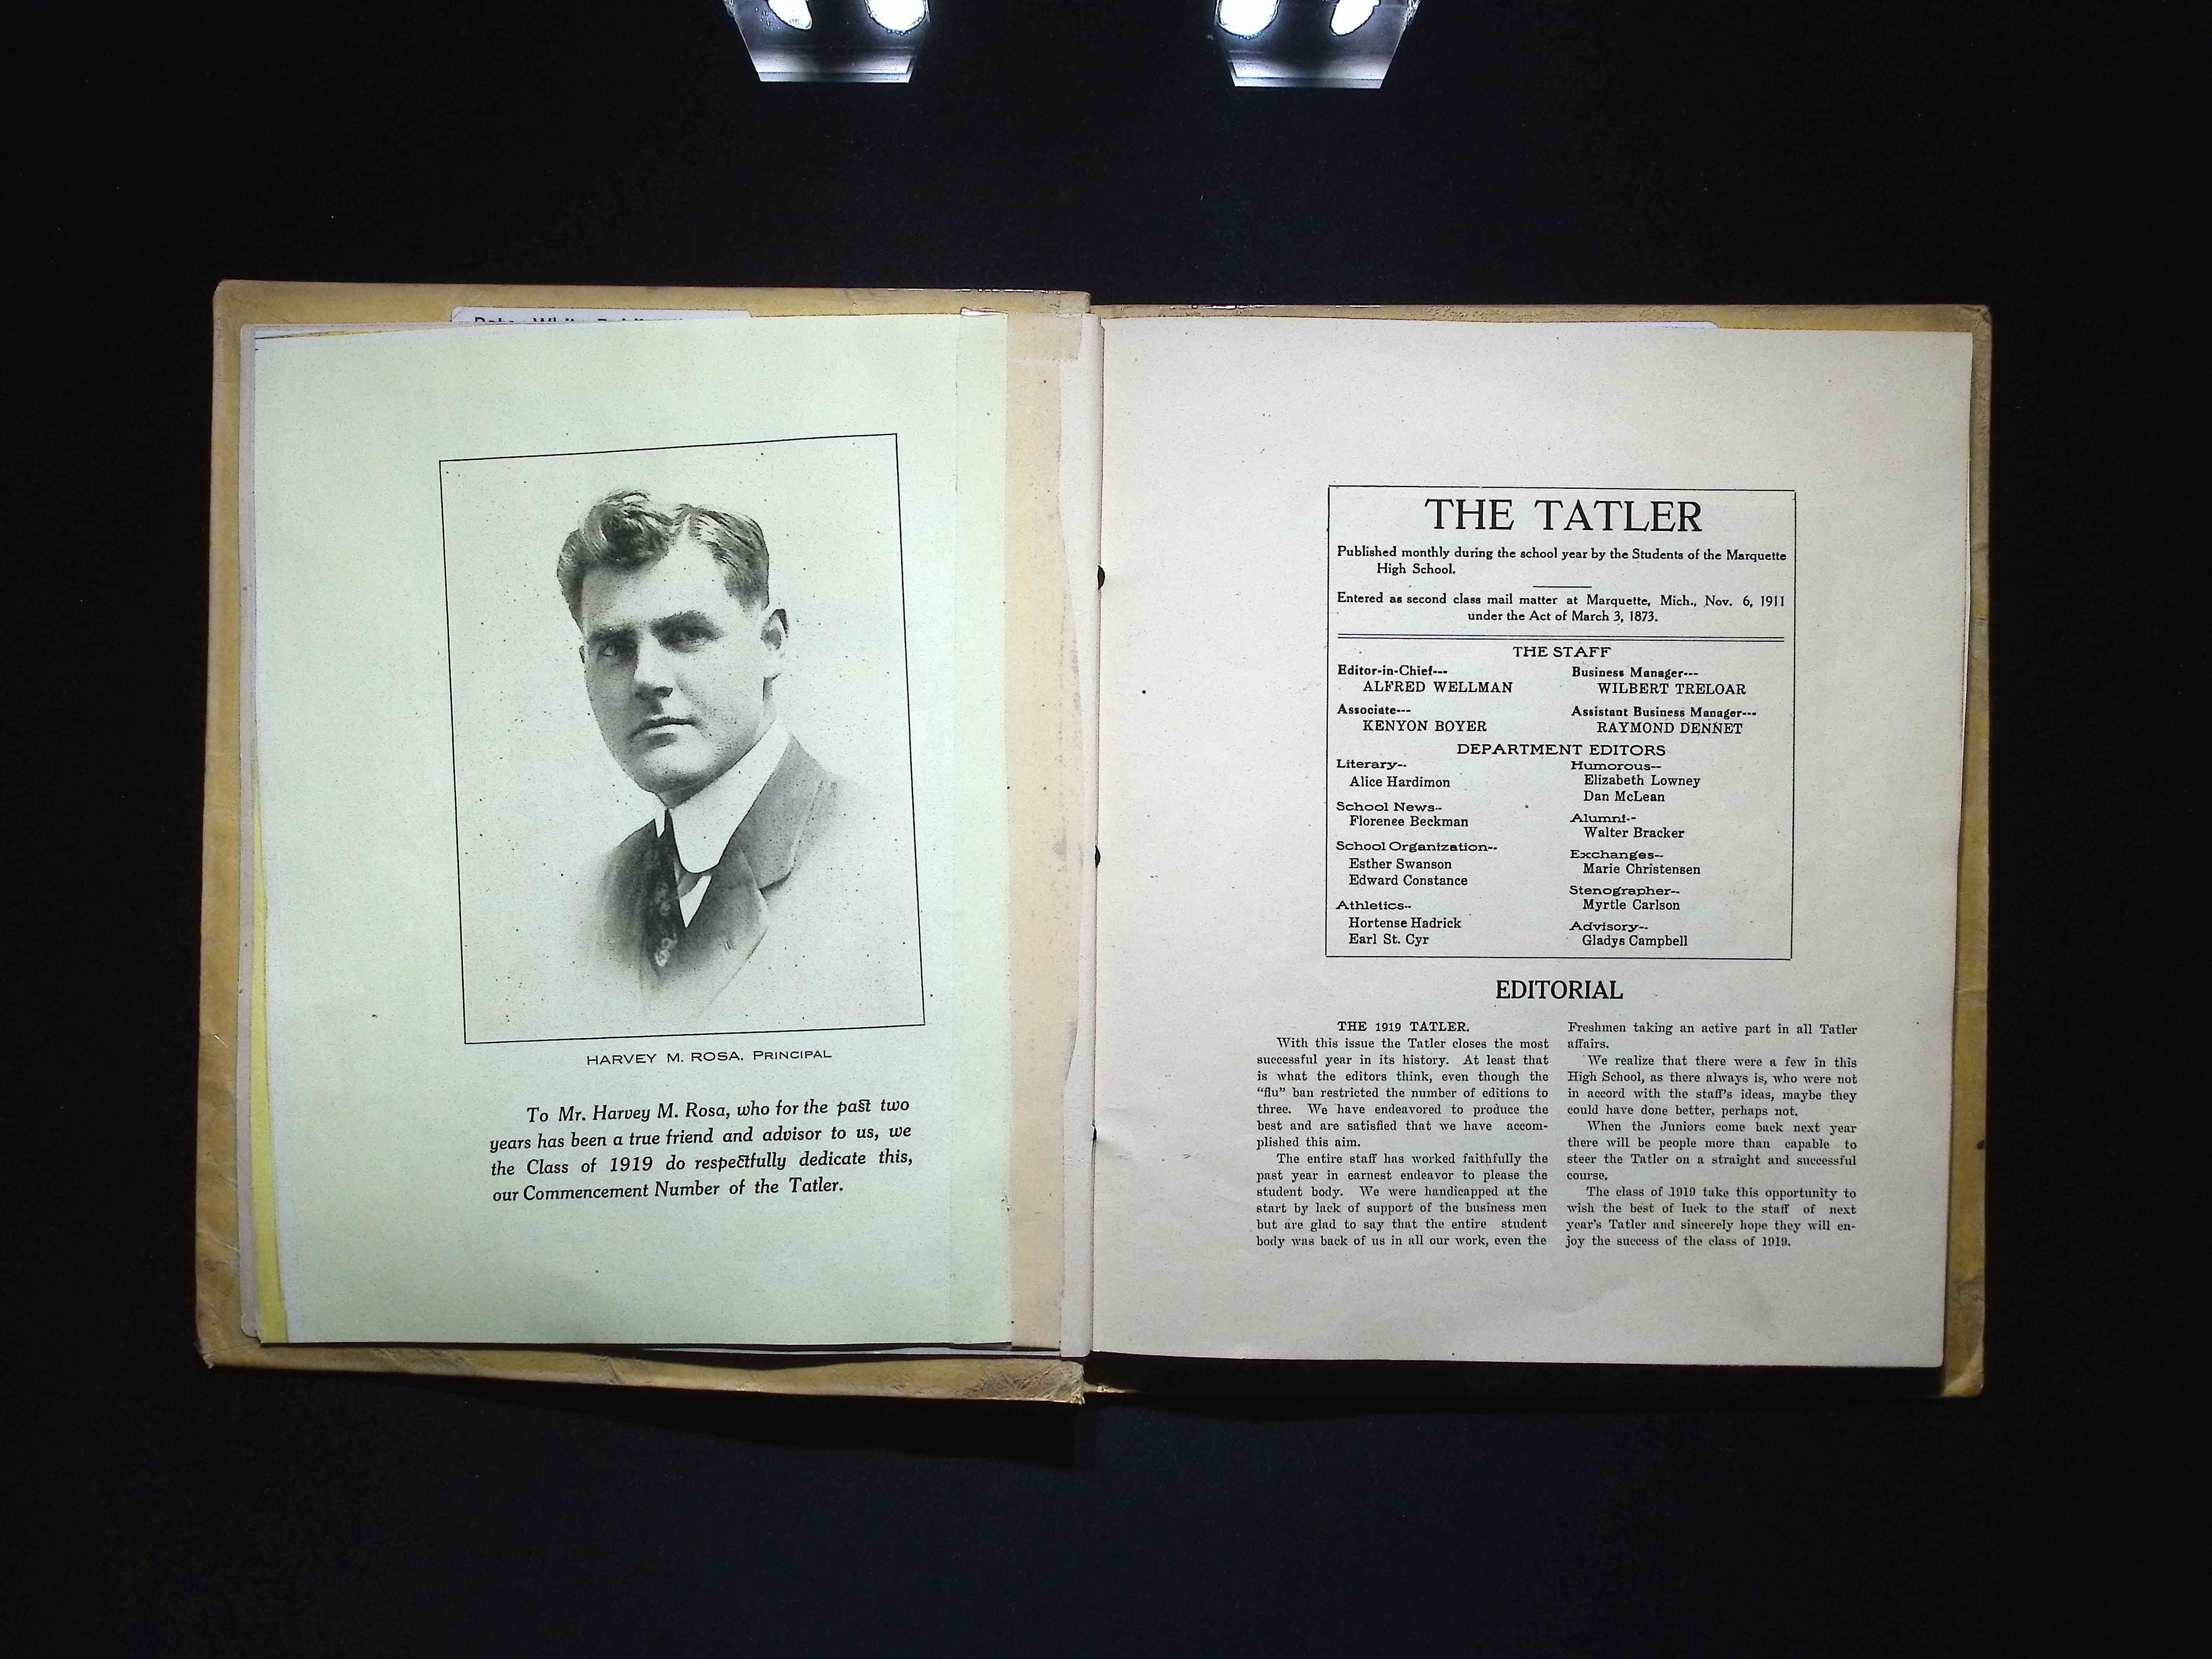 HARVEY M. ROSA, PRINCIPAL
To Mr. Harvey M. Rosa, who for the past two
years has been a true friend and advisor to us, we
the Class of 1919 do respectfully dedicate this,
our Commencement Number of the Tatler.
THE TATLER
Published monthly during the school year by the Students of the Marquette
High School.
Entered as second class mail matter at Marquette, Mich., Nov. 6, 1911
under the Act of March 3, 1873.
THE STAFF
Editor-in-Chief---
ALFRED WELLMAN
Associate---
KENYON BOYER
Business Manager---
WILBERT TRELOAR
Assistant Business Manager---
RAYMOND DENNET
DEPARTMENT EDITORS
Literary--
Alice Hardimon
School News--
Florence Beckman
School Organization--
Esther Swanson
Edward Constance
Athletics--
Hortense Hadrick
Earl St. Cyr
Humorous--
Elizabeth Lowney
Dan McLean
Alumni--
Walter Bracker
Exchanges--
Marie Christensen
Stenographer--
Myrtle Carlson
Advisory--
Gladys Campbell
EDITORIAL
THE 1919 TATLER.
With this issue the Tatler closes the most
successful year in its history. At least that
is what the editors think, even though the
"flu" ban restricted the number of editions to
three. We have endeavored to produce the
best and are satisfied that we have accom-
plished this aim.
The entire staff has worked faithfully the
past year in earnest endeavor to please the
student body. We were handicapped at the
start by lack of support of the business men
but are glad to say that the entire student
body was back of us in all our work, even the
Freshmen taking an active part in all Tatler
affairs.
We realize that there were a few in this
High School, as there always is, who were not
in accord with the staff's ideas, maybe they
could have done better, perhaps not.
When the Juniors come back next year
there will be people more than capable to
steer the Tatler on a straight and successful
course.
The class of 1919 take this opportunity to
wish the best of luck to the staff of next
year's Tatler and sincerely hope they will en-
joy the success of the class of 1919.